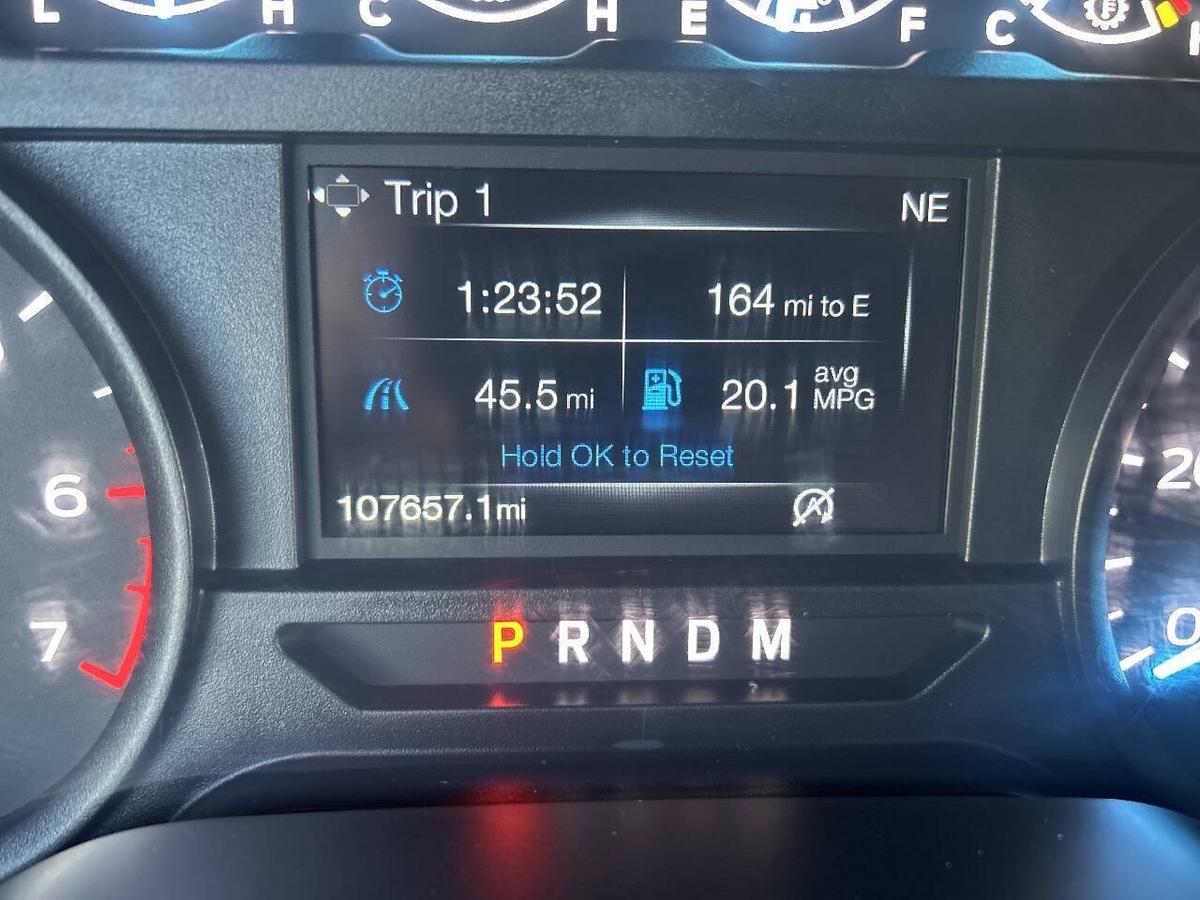 L H C H E F C
Trip 1 NE
1:23:52 164 mi to E
45.5 mi 20.1 avg MPG
Hold OK to Reset
107657.1mi A
6
7
P R N D M
0